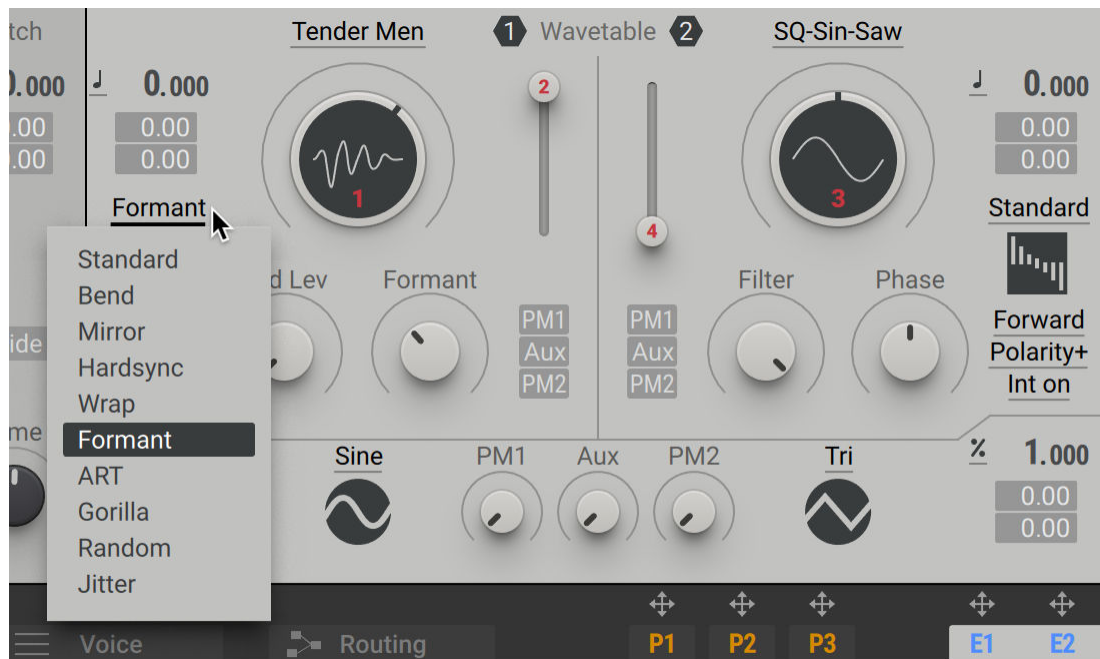 tch
Tender Men
1 Wavetable 2
SQ-Sin-Saw
0.000
0.000
0.000
.00
0.00
0.00
.00
0.00
0.00
2
1
3
4
Formant
Standard
Standard
Bend
Mirror
Hardsync
Wrap
Formant
ART
Gorilla
Random
Jitter
d Lev
Formant
PM1
Aux
PM2
PM1
Aux
PM2
Filter
Phase
Forward
Polarity+
Int on
ide
me
Sine
PM1
Aux
PM2
Tri
%
1.000
0.00
0.00
Voice
Routing
P1
P2
P3
E1
E2